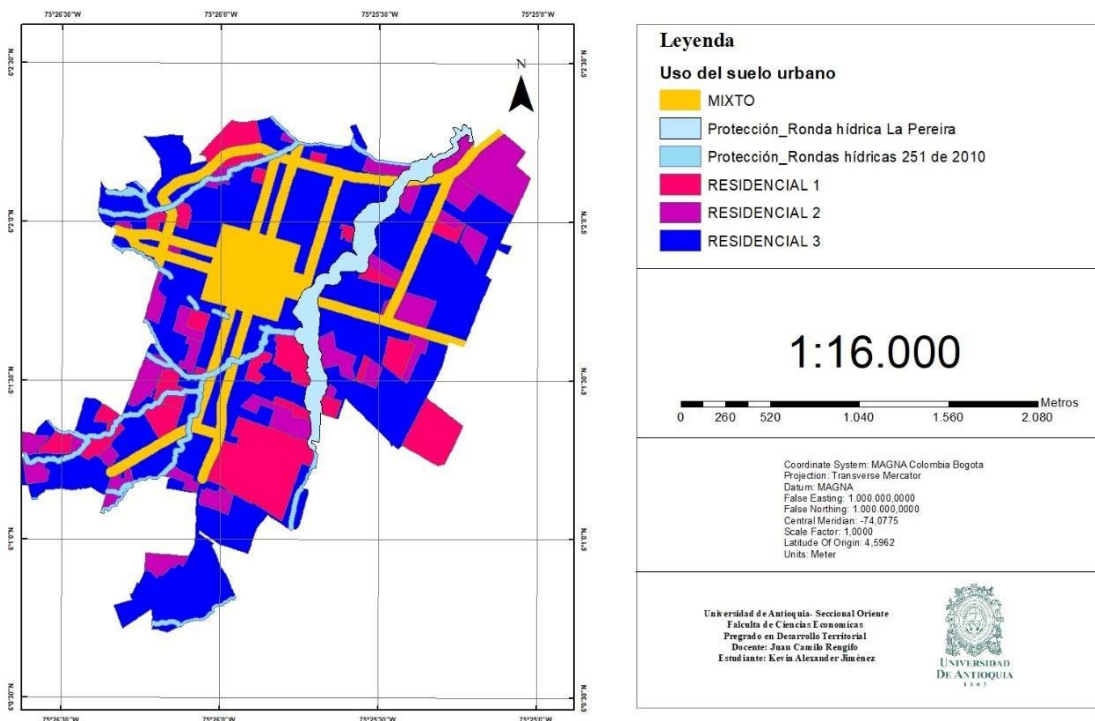 75°26'30"W 75°26'0"W 75°25'30"W 75°25'0"W
N
75°26'30"W 75°26'0"W 75°25'30"W 75°25'0"W
Leyenda
Uso del suelo urbano
MIXTO
Protección_Ronda hídrica La Pereira
Protección_Rondas hídricas 251 de 2010
RESIDENCIAL 1
RESIDENCIAL 2
RESIDENCIAL 3
1:16.000
Metros
0 260 520 1.040 1.560 2.080
Coordinate System: MAGNA Colombia Bogota
Projection: Transverse Mercator
Datum: MAGNA
False Easting: 1.000.000,0000
False Northing: 1.000.000,0000
Central Meridian: -74,0775
Scale Factor: 1,0000
Latitude Of Origin: 4,5962
Units: Meter
Universidad de Antioquia- Seccional Oriente
Falculta de Ciencias Economicas
Pregrado en Desarrollo Territorial
Docente: Juan Camilo Rengifo
Estudiante: Kevin Alexander Jiménez
UNIVERSIDAD
DE ANTIOQUIA
1803